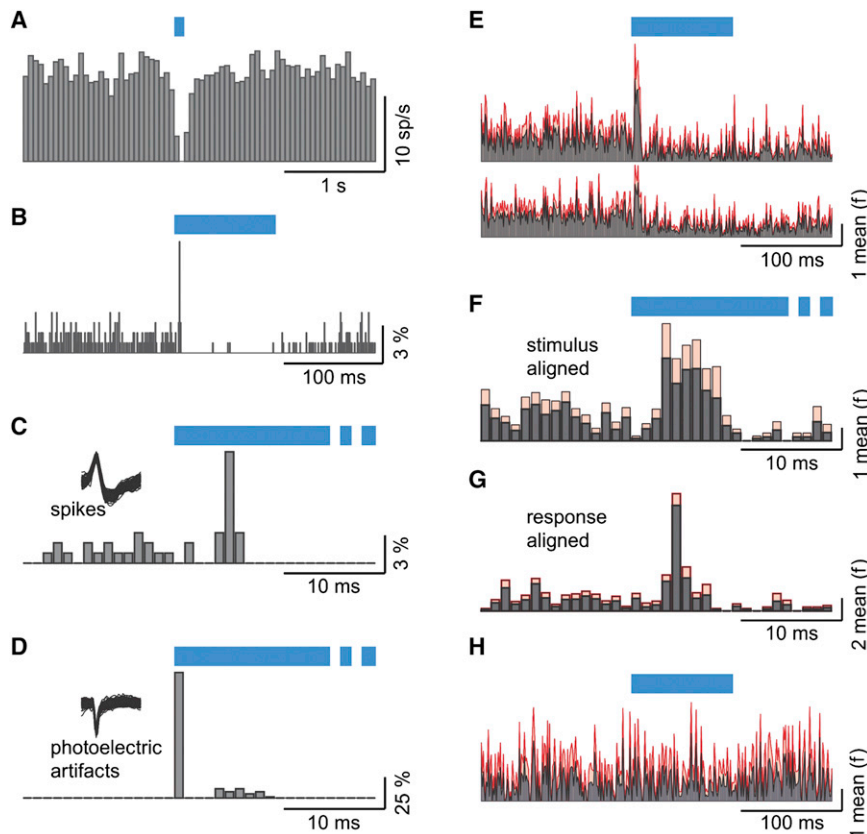 A
10 sp/s
1 s
B
3 %
100 ms
C
spikes
3 %
10 ms
D
photoelectric
artifacts
25 %
10 ms
E
1 mean (f)
100 ms
F
stimulus
aligned
1 mean (f)
10 ms
G
response
aligned
2 mean (f)
10 ms
H
1 mean (f)
100 ms